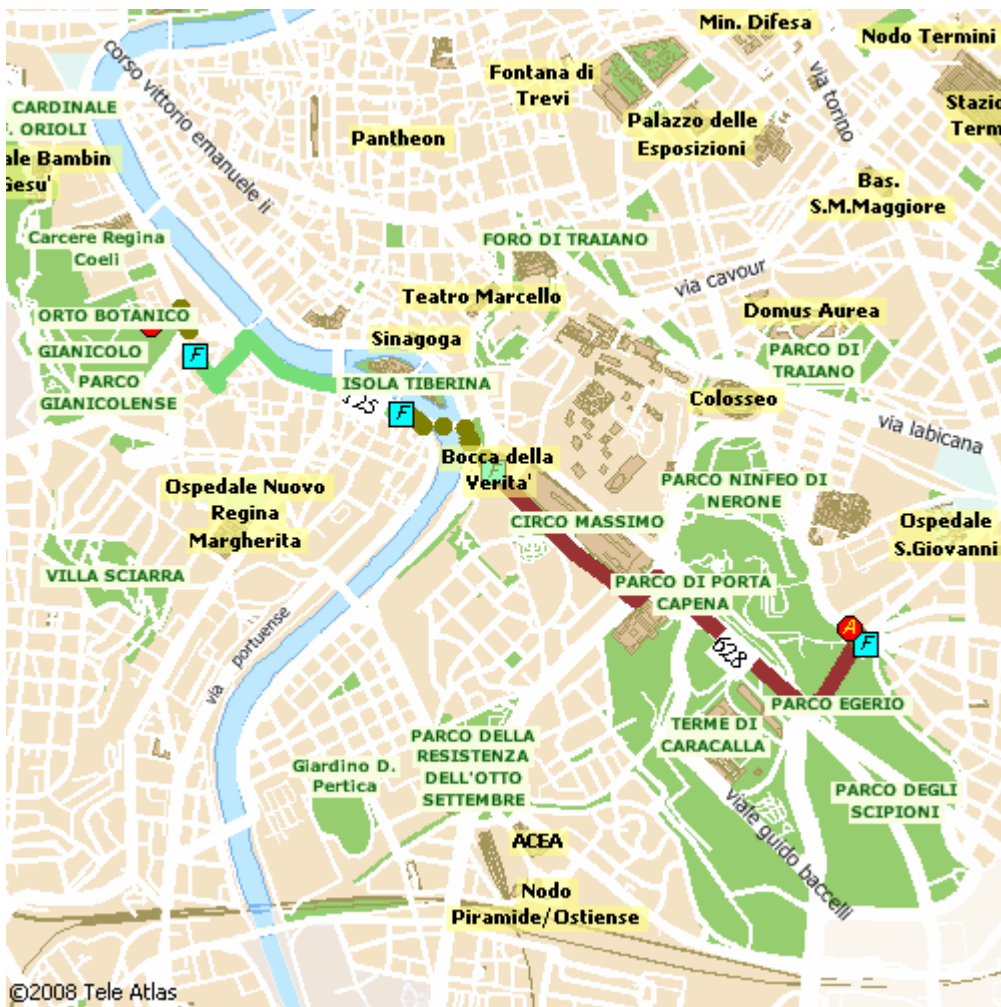 Min. Difesa
Nodo Termini
corso vittorio emanuele ii
via torino
Fontana di
Trevi
CARDINALE
ORIOLI
Pantheon
Palazzo delle
Esposizioni
Stazio
Term
ale Bambin
Gesu'
Bas.
S.M.Maggiore
Carcere Regina
Coeli
FORO DI TRAIANO
via cavour
Teatro Marcello
ORTO BOTANICO
Domus Aurea
Sinagoga
GIANICOLO
F
PARCO DI
TRAIANO
PARCO
GIANICOLENSE
ISOLA TIBERINA
Colosseo
F
via labicana
Bocca della
Verita'
F
Ospedale Nuovo
Regina
Margherita
PARCO NINFEO DI
NERONE
CIRCO MASSIMO
Ospedale
S.Giovanni
VILLA SCIARRA
PARCO DI PORTA
CAPENA
via portuense
A
F
628
PARCO EGERIO
TERME DI
CARACALLA
PARCO DELLA
RESISTENZA
DELL'OTTO
SETTEMBRE
Giardino D.
Pertica
PARCO DEGLI
SCIPIONI
viale guido baccelli
ACEA
Nodo
Piramide/Ostiense
©2008 Tele Atlas